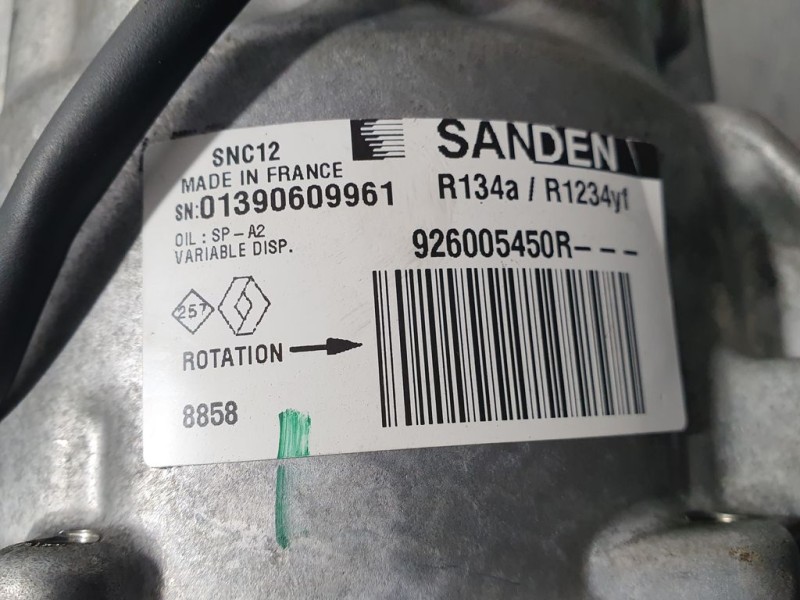 SNC12
MADE IN FRANCE
SN:01390609961
OIL : SP-A2
VARIABLE DISP.
SANDEN
R134a / R1234yf
926005450R---
257
ROTATION
8858